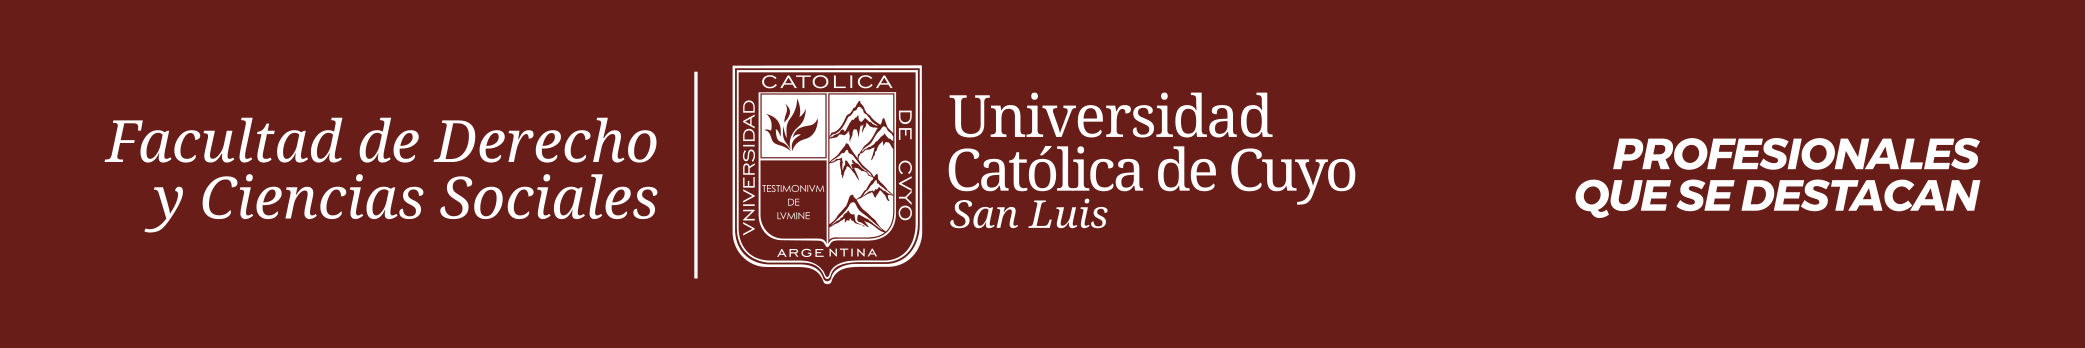 Facultad de Derecho
y Ciencias Sociales
CATOLICA
VNIVERSIDAD
DE CVYO
TESTIMONIVM
DE
LVMINE
ARGENTINA
Universidad
Católica de Cuyo
San Luis
PROFESIONALES
QUE SE DESTACAN